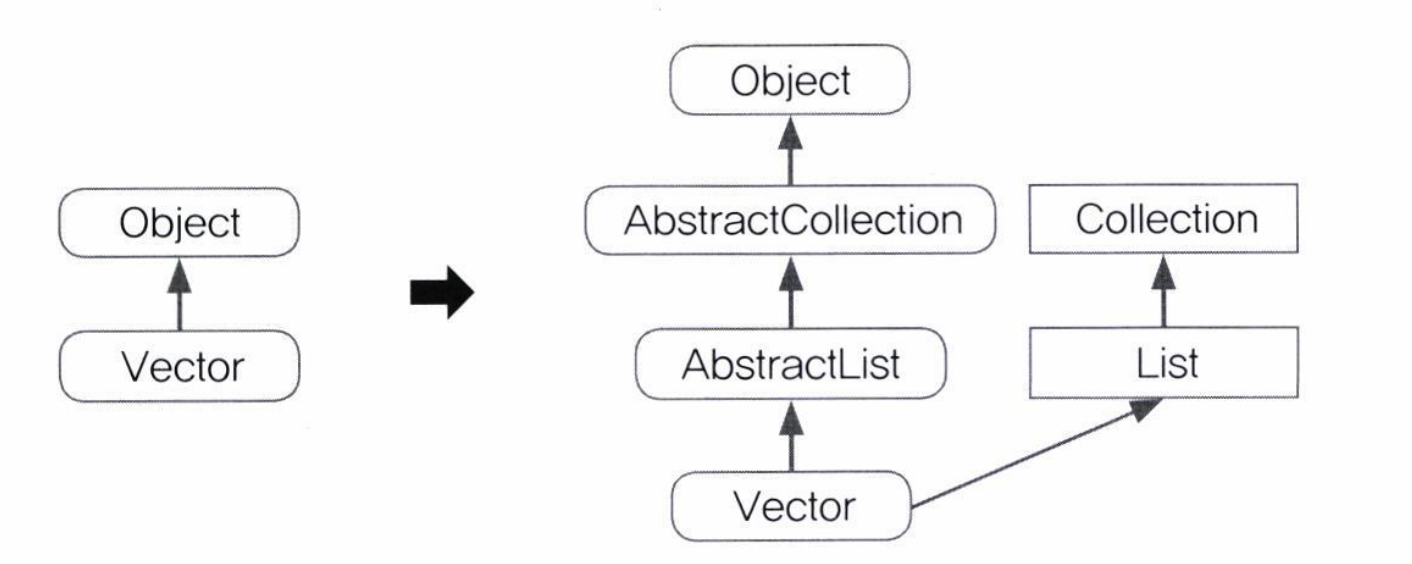 Object
Vector
Object
AbstractCollection
AbstractList
Vector
Collection
List